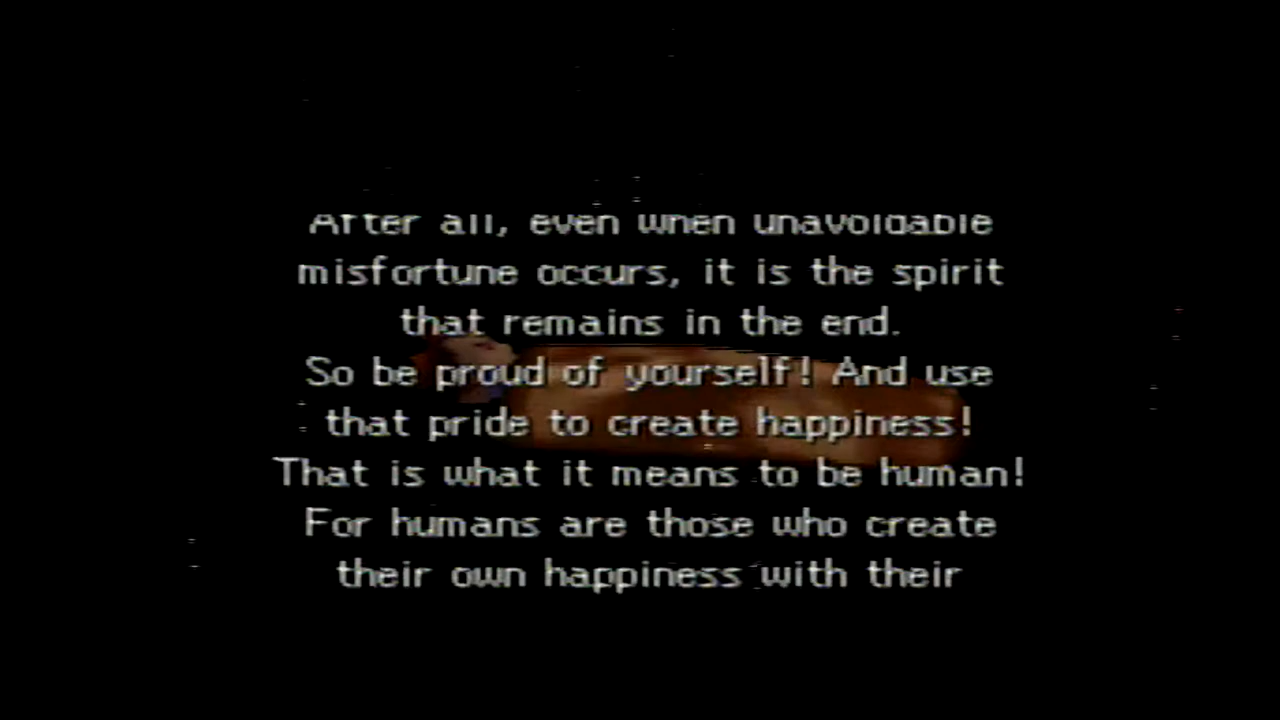 After all, even when unavoidable
misfortune occurs, it is the spirit
that remains in the end.
So be proud of yourself! And use
that pride to create happiness!
That is what it means to be human!
For humans are those who create
their own happiness with their